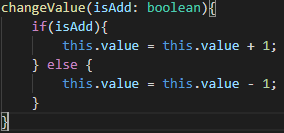 changeValue(isAdd: boolean){
    if(isAdd){
        this.value = this.value + 1;
    } else {
        this.value = this.value - 1;
    }
}